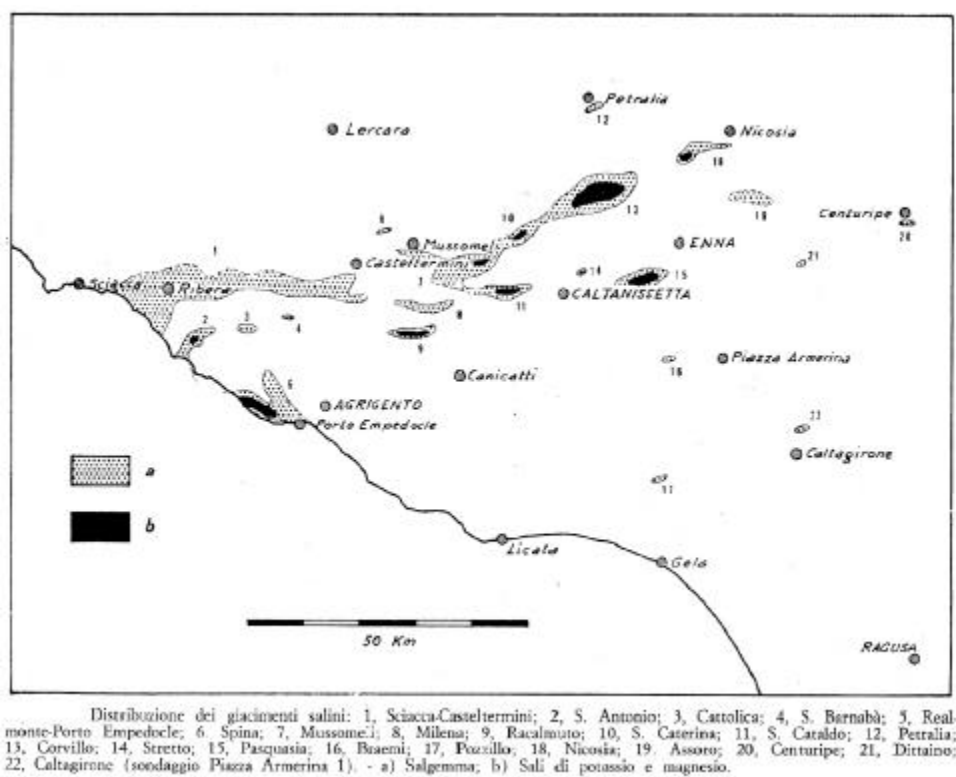 Petralia
12
Lercara
Nicosia
18
13
19
Centuripe
20
10
Mussomeli
ENNA
21
1
Casteltermini
14
15
Sciacca
Ribera
7
CALTANISSETTA
11
2
3
4
8
9
Piazza Armerina
16
Canicatti
AGRIGENTO
Porto Empedocle
22
Caltagirone
a
17
b
Licata
Gela
50 Km
RAGUSA
Distribuzione dei giacimenti salini: 1, Sciacca-Casteltermini; 2, S. Antonio; 3, Cattolica; 4, S. Barnabà; 5, Real-
monte-Porto Empedocle; 6. Spina; 7, Mussomeli; 8, Milena; 9, Racalmuto; 10, S. Caterina; 11, S. Cataldo; 12, Petralia;
13, Corvillo; 14, Stretto; 15, Pasquasia; 16, Braemi; 17, Pozzillo; 18, Nicosia; 19. Assoro; 20, Centuripe; 21, Dittaino;
22, Caltagirone (sondaggio Piazza Armerina 1). - a) Salgemma; b) Sali di potassio e magnesio.